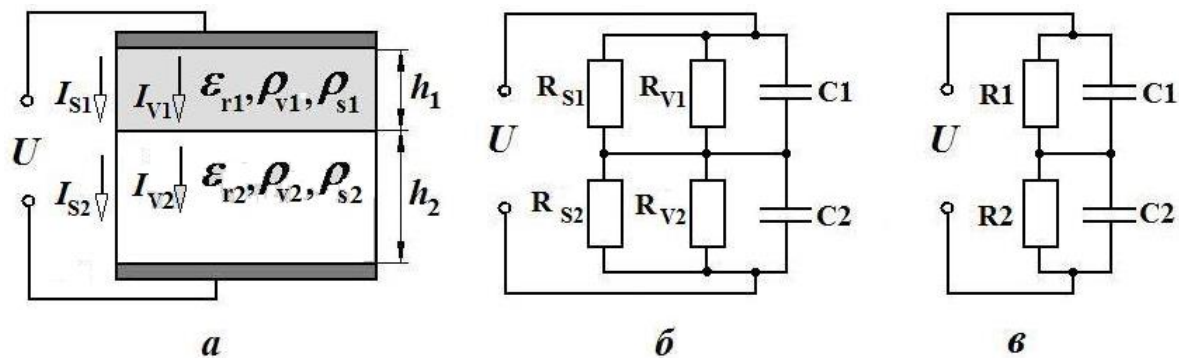 I_S1 I_V1 ε_r1, ρ_v1, ρ_s1 h_1
U
I_S2 I_V2 ε_r2, ρ_v2, ρ_s2 h_2
а
R_S1 R_V1 C1
U
R_S2 R_V2 C2
б
R1 C1
U
R2 C2
в